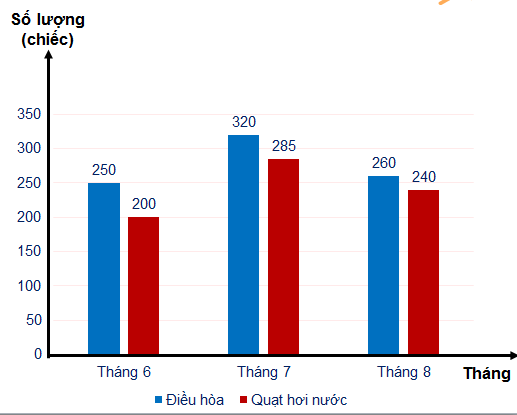 Số lượng
(chiếc)
350
300
250
200
150
100
50
0
250
200
320
285
260
240
Tháng 6
Tháng 7
Tháng 8
Tháng
Điều hòa
Quạt hơi nước